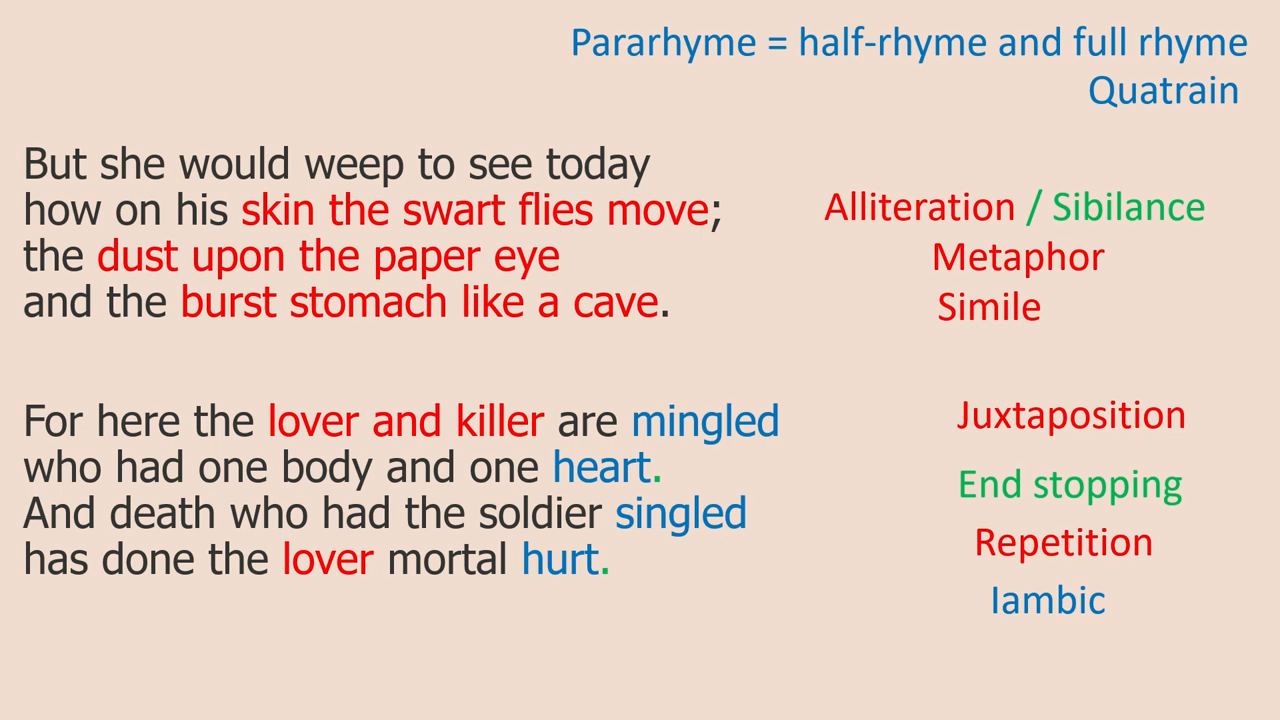 Pararhyme = half-rhyme and full rhyme
Quatrain
But she would weep to see today
how on his skin the swart flies move;
the dust upon the paper eye
and the burst stomach like a cave.
Alliteration / Sibilance
Metaphor
Simile
For here the lover and killer are mingled
who had one body and one heart.
And death who had the soldier singled
has done the lover mortal hurt.
Juxtaposition
End stopping
Repetition
Iambic